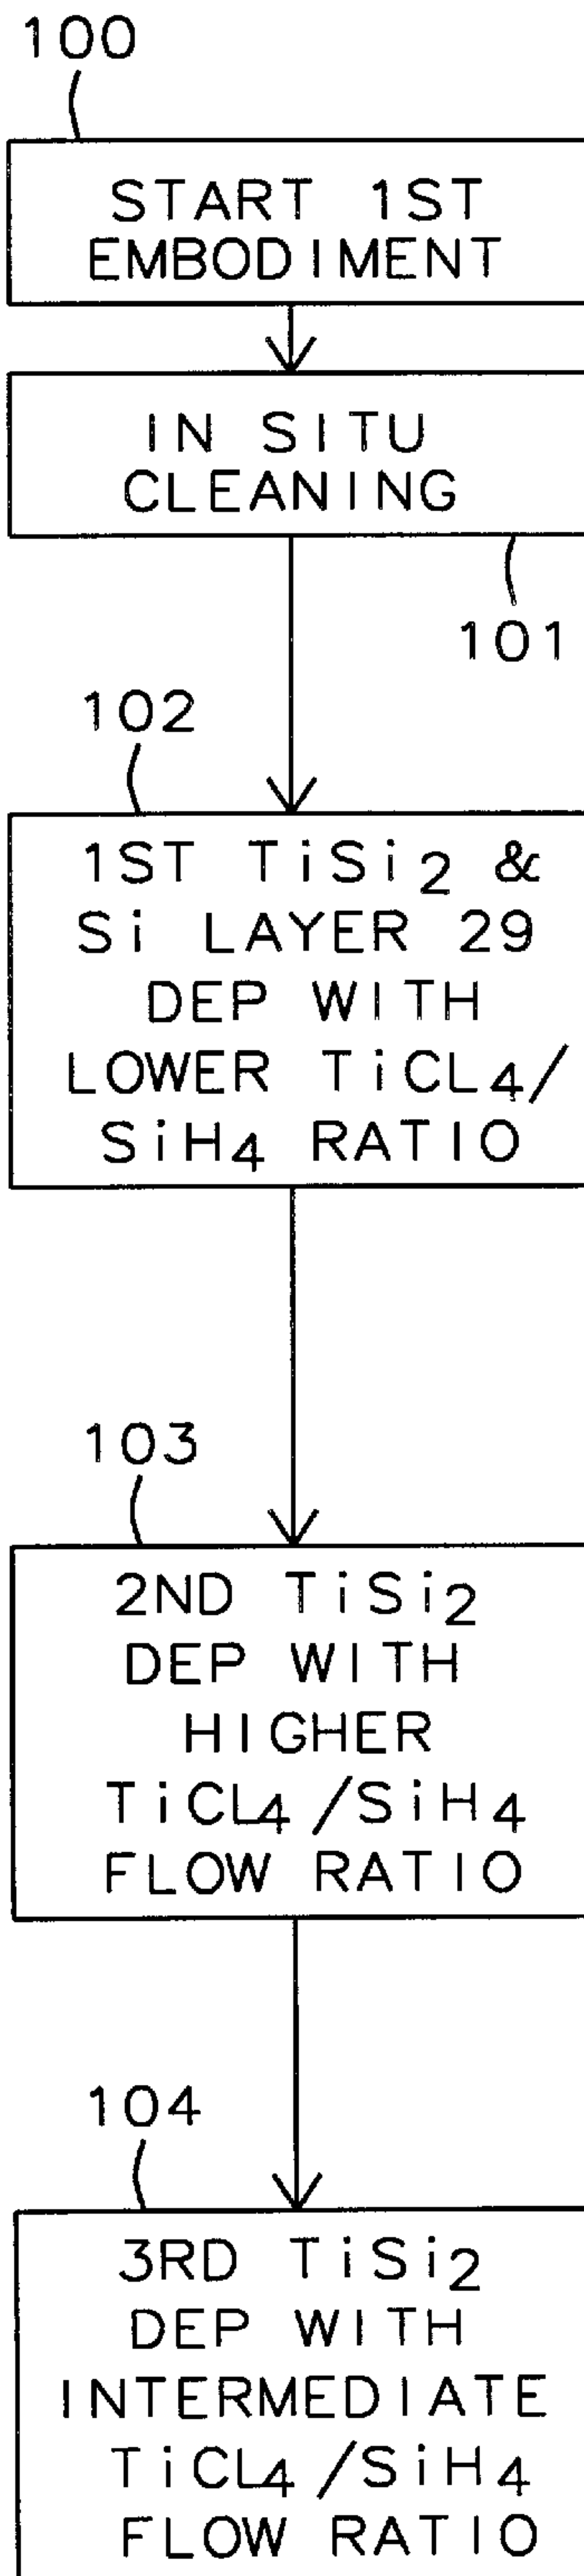 100
START 1ST
EMBODIMENT
IN SITU
CLEANING
101
102
1ST TiSi2 &
Si LAYER 29
DEP WITH
LOWER TiCL4/
SiH4 RATIO
103
2ND TiSi2
DEP WITH
HIGHER
TiCL4/SiH4
FLOW RATIO
104
3RD TiSi2
DEP WITH
INTERMEDIATE
TiCL4/SiH4
FLOW RATIO